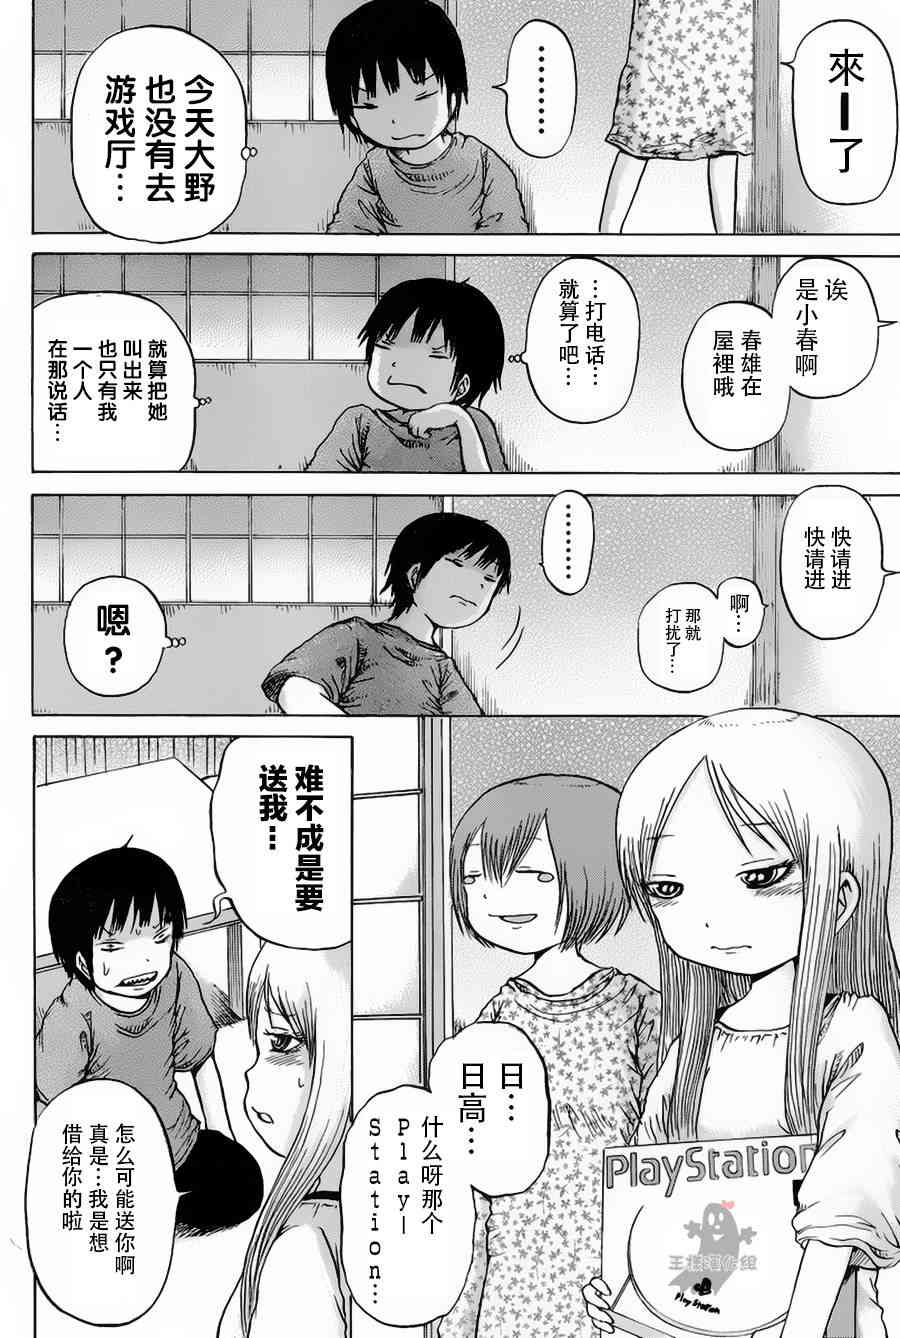 來ー了
………
今天大野
也没有去
游戏厅…
诶
是小春啊
春雄在
屋裡哦
…打电话…
就算了吧…
就算把她
叫出来
也只有我
一个人
在那说话…
快请进
快请进
啊…
那就
打扰了…
………
嗯？
日…
日高…
什么呀那个
Play-
Station…
PlayStation
PlayStation
难不成是要
送我…
怎么可能送你啊
真是…我是想
借给你的啦